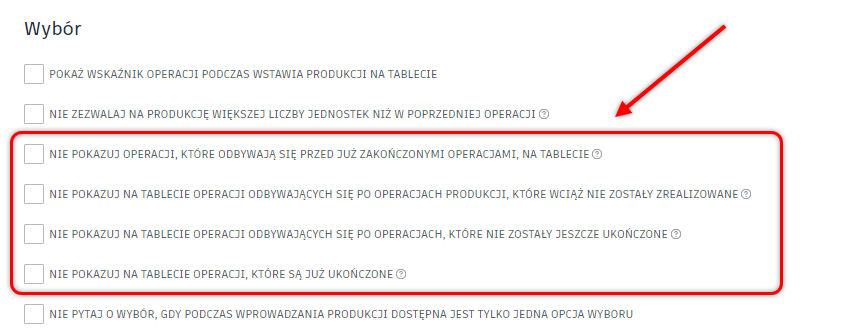 Wybór
POKAŻ WSKAŹNIK OPERACJI PODCZAS WSTAWIA PRODUKCJI NA TABLECIE
NIE ZEZWALAJ NA PRODUKCJĘ WIĘKSZEJ LICZBY JEDNOSTEK NIŻ W POPRZEDNIEJ OPERACJI ?
NIE POKAZUJ OPERACJI, KTÓRE ODBYWAJĄ SIĘ PRZED JUŻ ZAKOŃCZONYMI OPERACJAMI, NA TABLECIE ?
NIE POKAZUJ NA TABLECIE OPERACJI ODBYWAJĄCYCH SIĘ PO OPERACJACH PRODUKCJI, KTÓRE WCIĄŻ NIE ZOSTAŁY ZREALIZOWANE ?
NIE POKAZUJ NA TABLECIE OPERACJI ODBYWAJĄCYCH SIĘ PO OPERACJACH, KTÓRE NIE ZOSTAŁY JESZCZE UKOŃCZONE ?
NIE POKAZUJ NA TABLECIE OPERACJI, KTÓRE SĄ JUŻ UKOŃCZONE ?
NIE PYTAJ O WYBÓR, GDY PODCZAS WPROWADZANIA PRODUKCJI DOSTĘPNA JEST TYLKO JEDNA OPCJA WYBORU